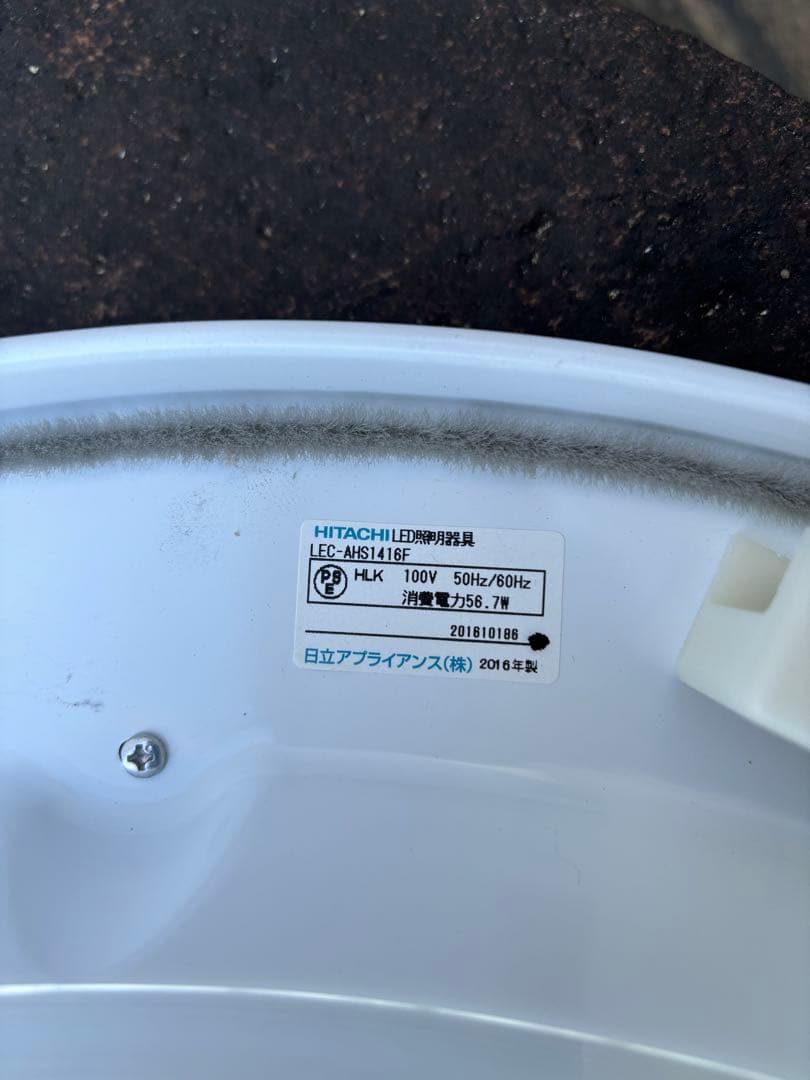 HITACHI LED照明器具
LEC-AHS1416F
PS
E
HLK 100V 50Hz/60Hz
消費電力56.7W
201610186
日立アプライアンス(株) 2016年製